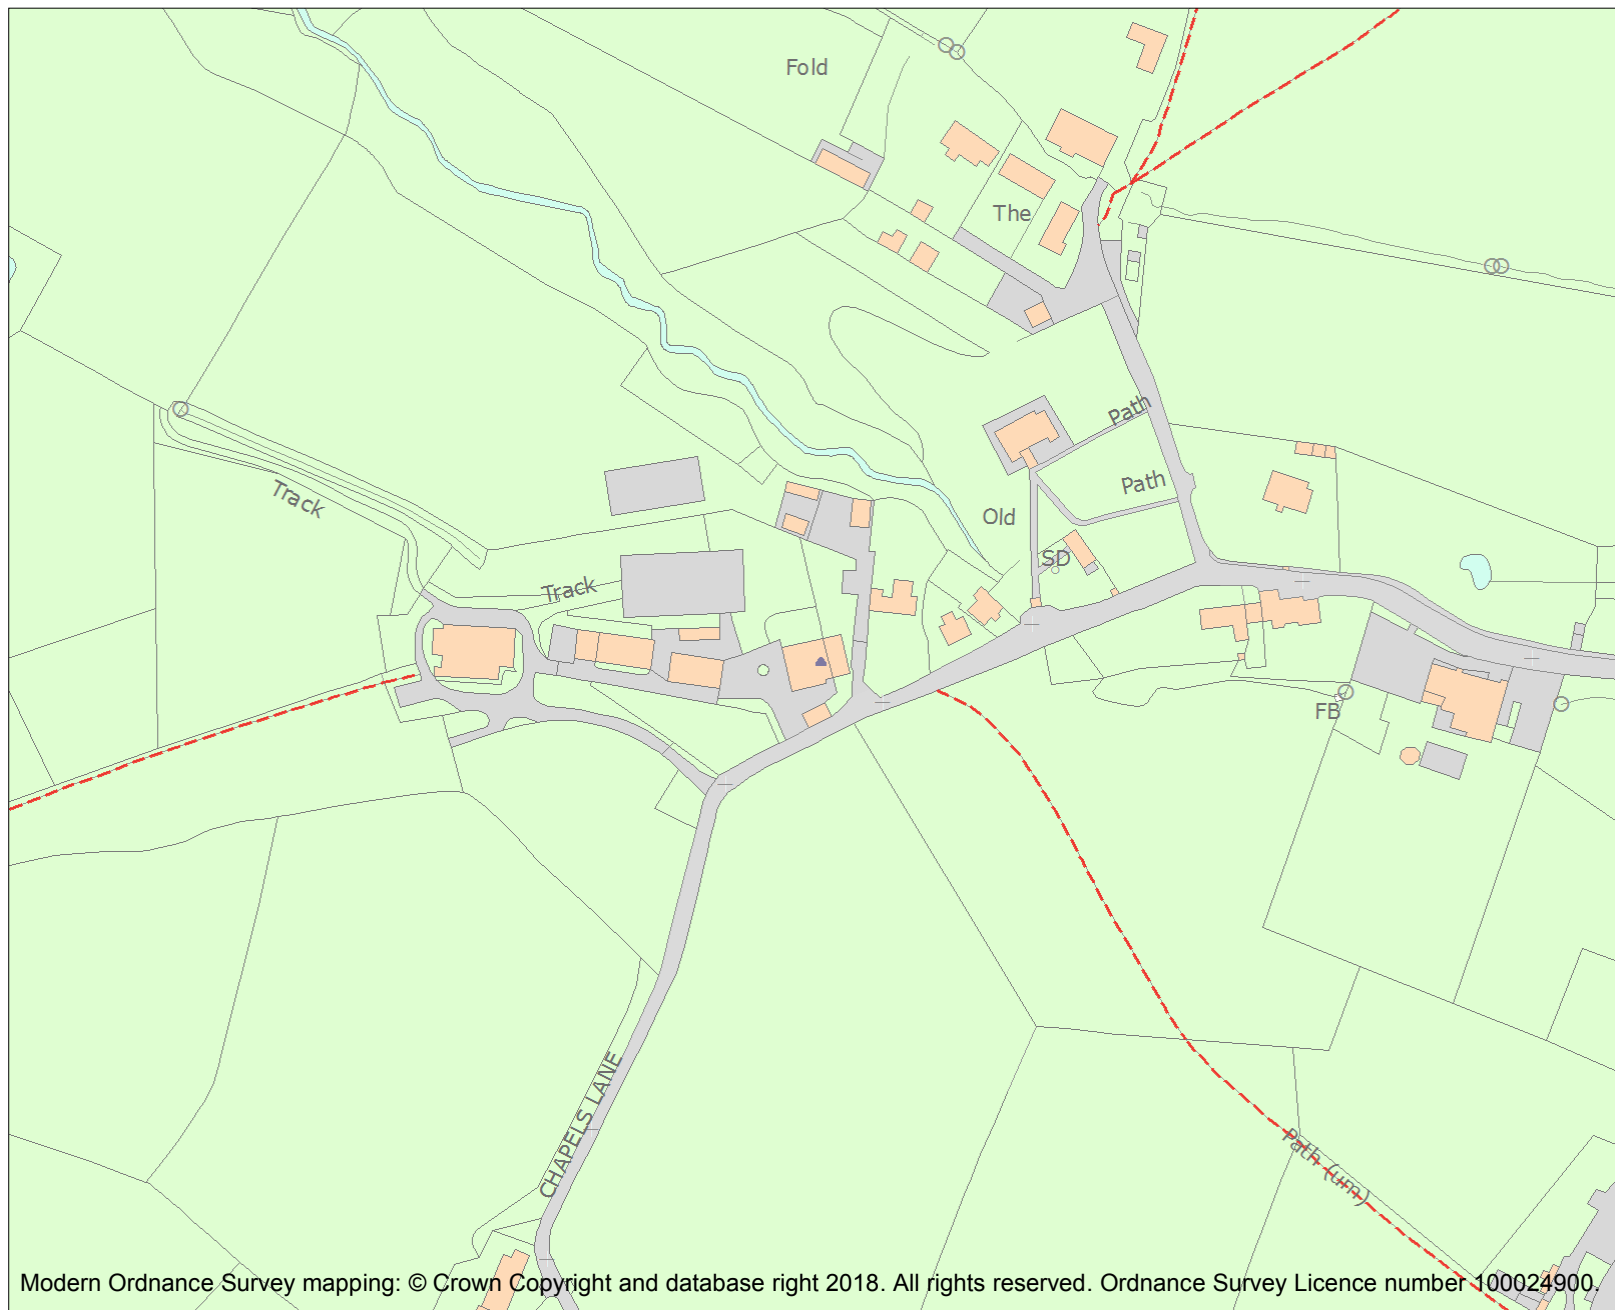 Fold
The
Path
Path
Old
SD
Track
Track
FB
CHAPELS LANE
Path (um)
Modern Ordnance Survey mapping: © Crown Copyright and database right 2018. All rights reserved. Ordnance Survey Licence number 100024900.